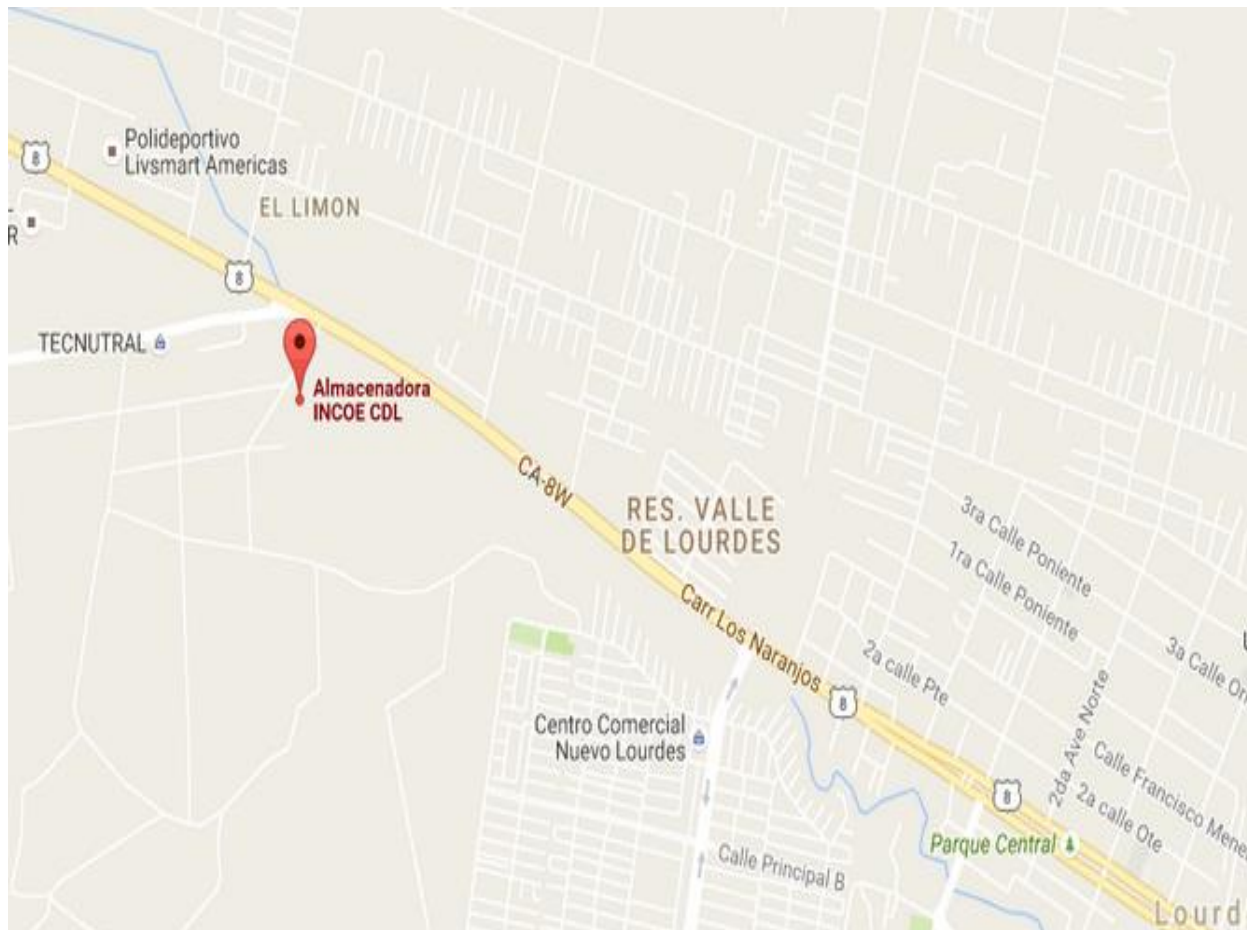 8
Polideportivo
Livsmart Americas
EL LIMON
R
8
TECNUTRAL
Almacenadora
INCOE CDL
CA-8W
RES. VALLE
DE LOURDES
3ra Calle Poniente
1ra Calle Poniente
3a Calle Or
Carr Los Naranjos
2a calle Pte
8
2da Ave Norte
Centro Comercial
Nuevo Lourdes
Calle Francisco Mene
8
2a calle Ote
Parque Central
Calle Principal B
Lourd